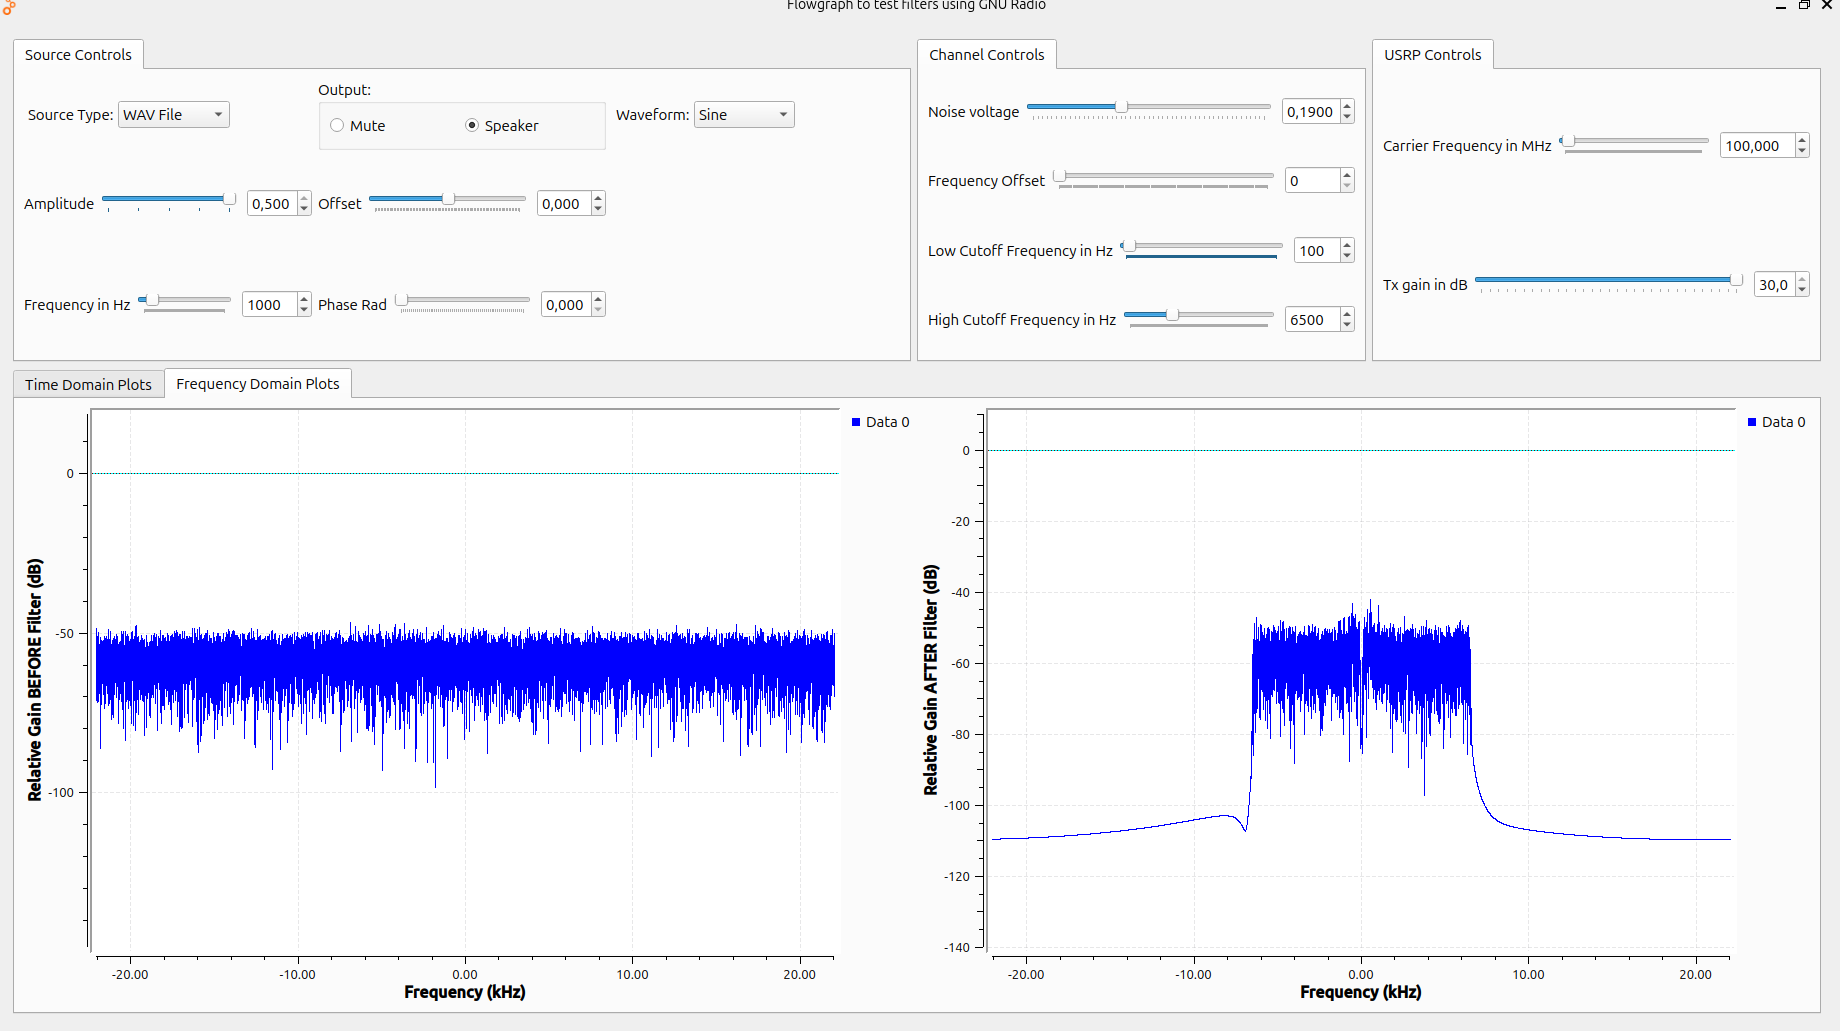 Flowgraph to test filters using GNU Radio
Source Controls
Source Type: WAV File
Output:
Mute
Speaker
Waveform: Sine
Amplitude 0,500
Offset 0,000
Frequency in Hz 1000
Phase Rad 0,000
Channel Controls
Noise voltage 0,1900
Frequency Offset 0
Low Cutoff Frequency in Hz 100
High Cutoff Frequency in Hz 6500
USRP Controls
Carrier Frequency in MHz 100,000
Tx gain in dB 30,0
Time Domain Plots
Frequency Domain Plots
Relative Gain BEFORE Filter (dB)
0
-50
-100
-20.00 -10.00 0.00 10.00 20.00
Frequency (kHz)
Data 0
Relative Gain AFTER Filter (dB)
0
-20
-40
-60
-80
-100
-120
-140
-20.00 -10.00 0.00 10.00 20.00
Frequency (kHz)
Data 0